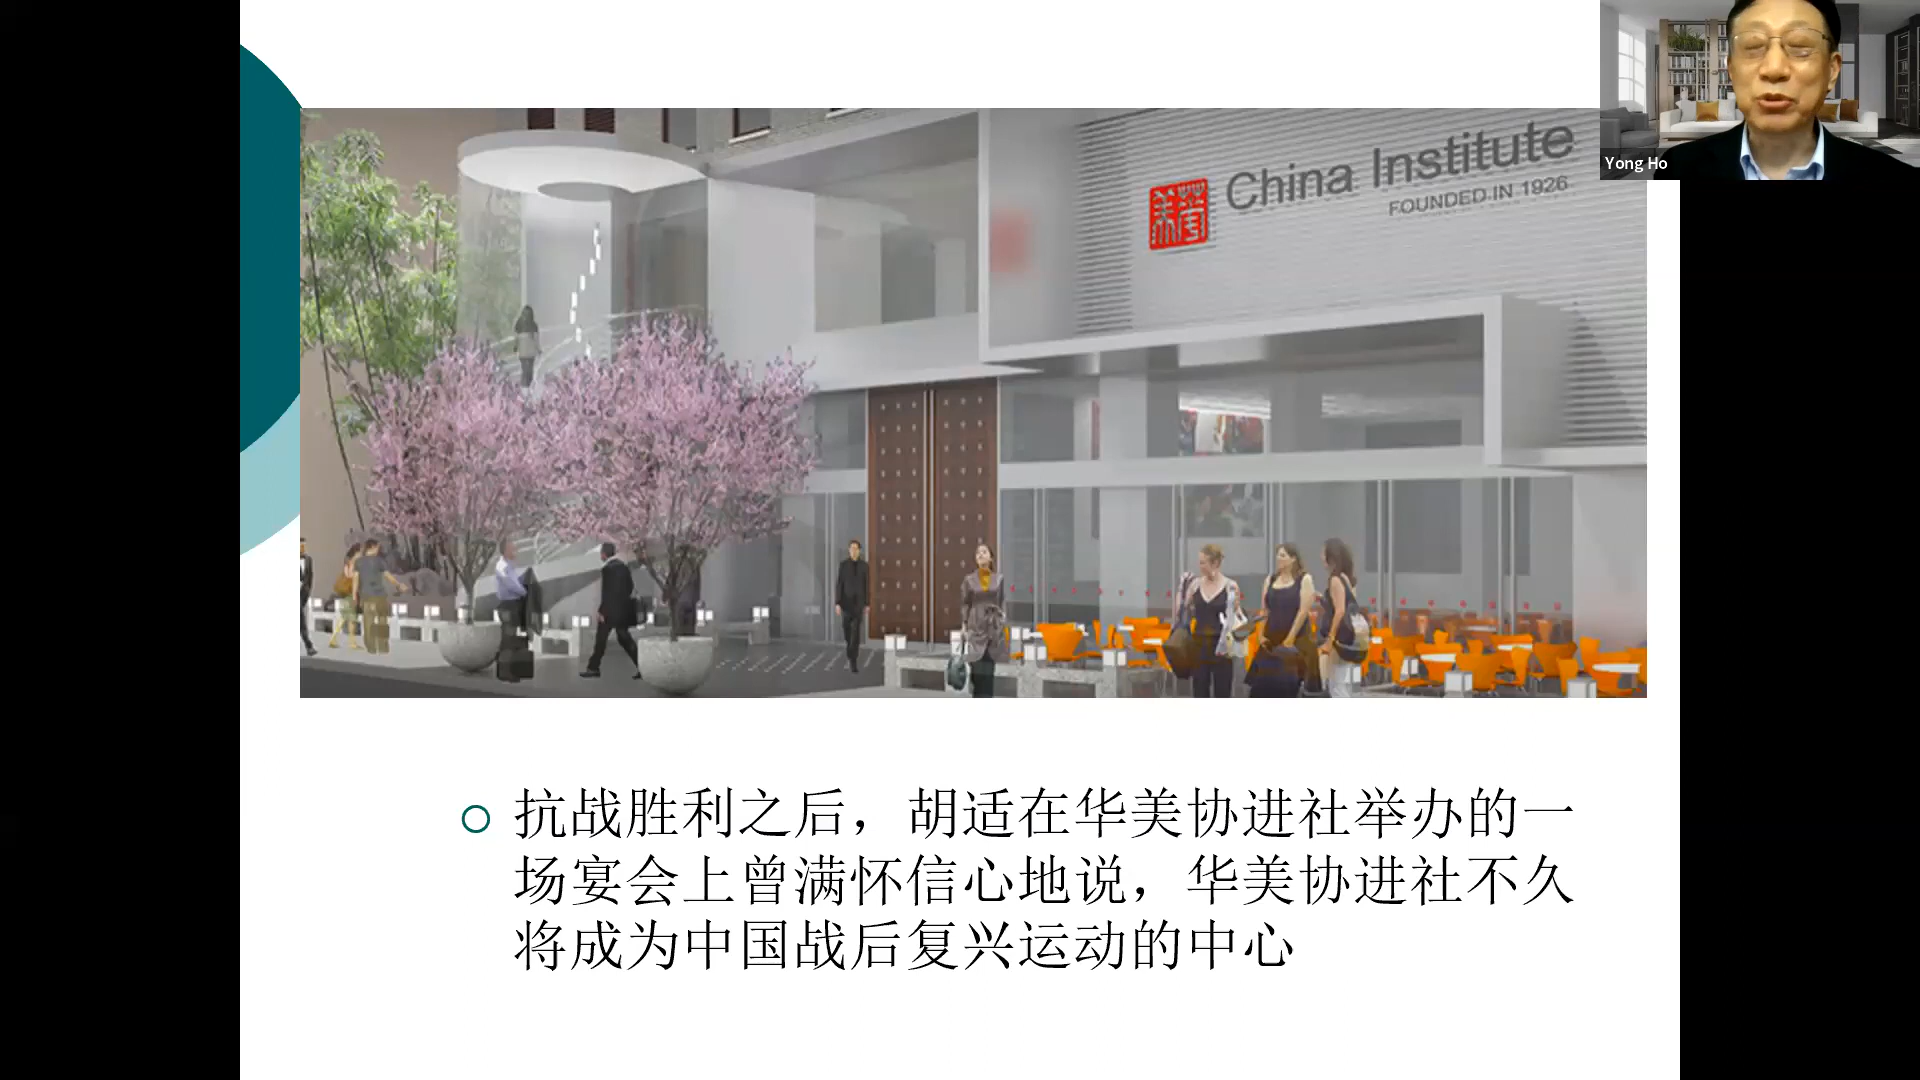 China Institute
FOUNDED IN 1926
Yong Ho
抗战胜利之后，胡适在华美协进社举办的一
场宴会上曾满怀信心地说，华美协进社不久
将成为中国战后复兴运动的中心